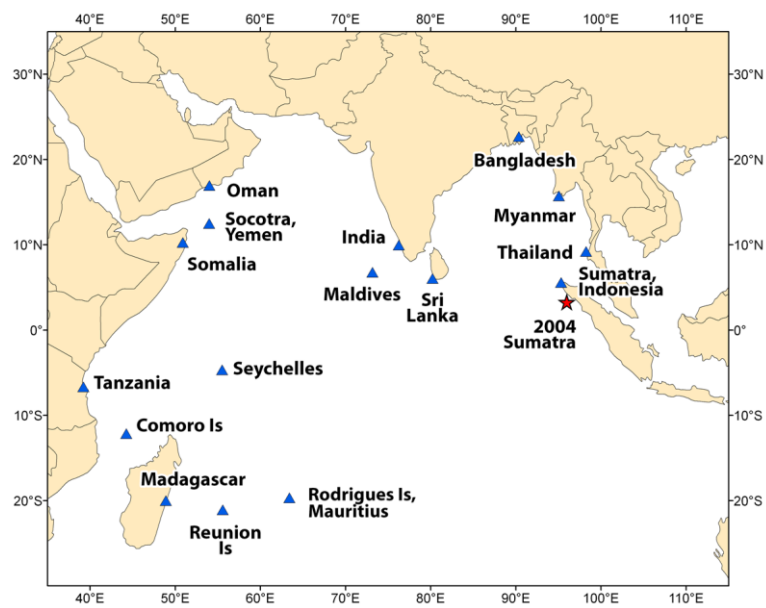 40°E 50°E 60°E 70°E 80°E 90°E 100°E 110°E
30°N 30°N
20°N 20°N
Bangladesh
Oman
Myanmar
Socotra,
Yemen
India
10°N 10°N
Thailand
Somalia
Sumatra,
Indonesia
Maldives
Sri
Lanka
0° 0°
2004
Sumatra
Seychelles
Tanzania
10°S 10°S
Comoro Is
Madagascar
Rodrigues Is,
Mauritius
20°S 20°S
Reunion
Is
40°E 50°E 60°E 70°E 80°E 90°E 100°E 110°E